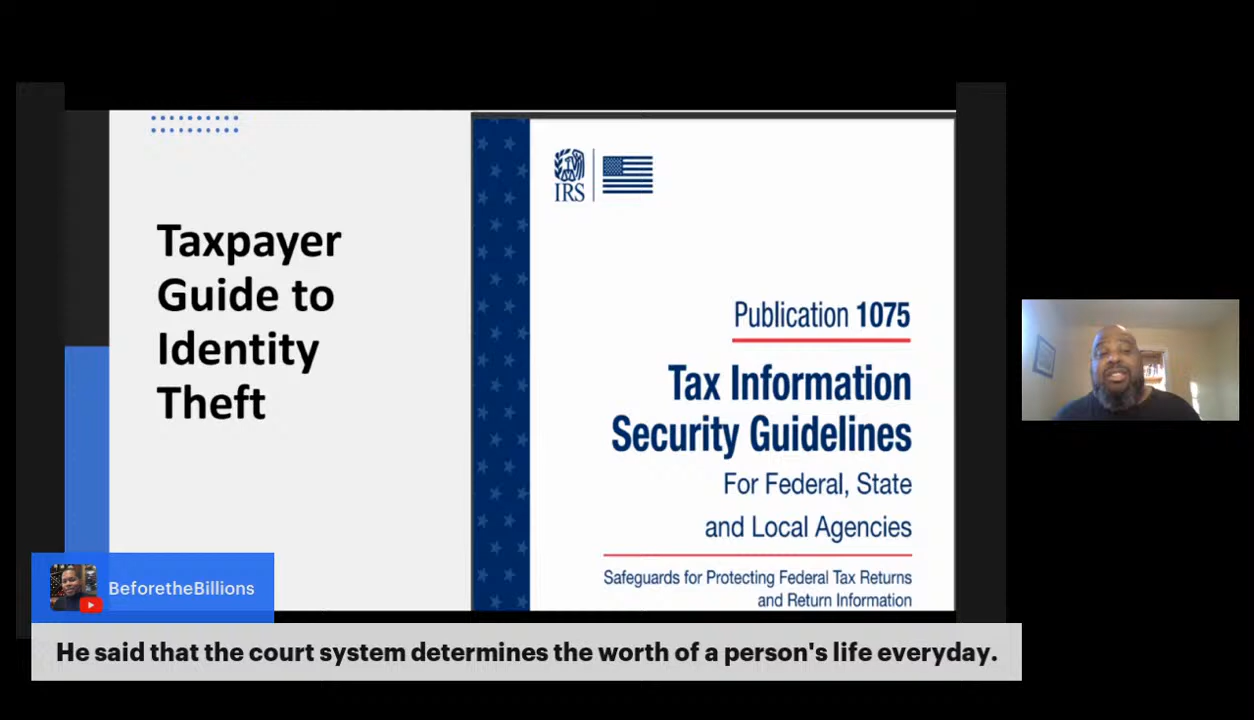 Taxpayer
Guide to
Identity
Theft
IRS
Publication 1075
Tax Information
Security Guidelines
For Federal, State
and Local Agencies
Safeguards for Protecting Federal Tax Returns
and Return Information
BeforetheBillions
He said that the court system determines the worth of a person's life everyday.